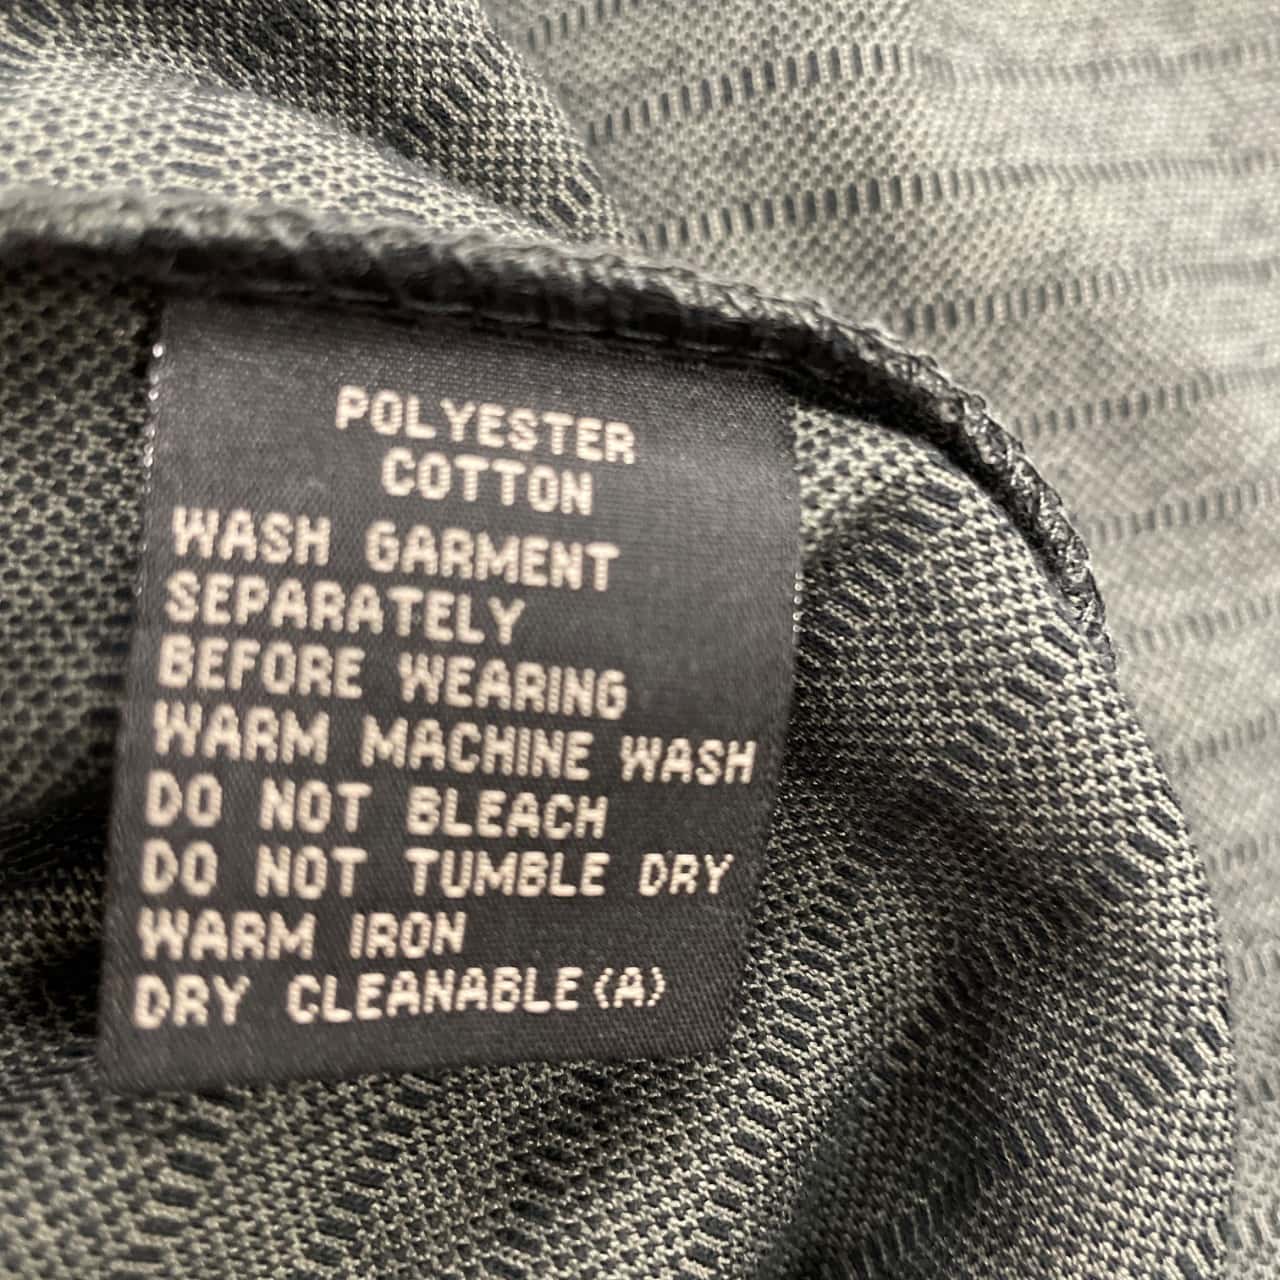 POLYESTER
COTTON
WASH GARMENT
SEPARATELY
BEFORE WEARING
WARM MACHINE WASH
DO NOT BLEACH
DO NOT TUMBLE DRY
WARM IRON
DRY CLEANABLE(A)